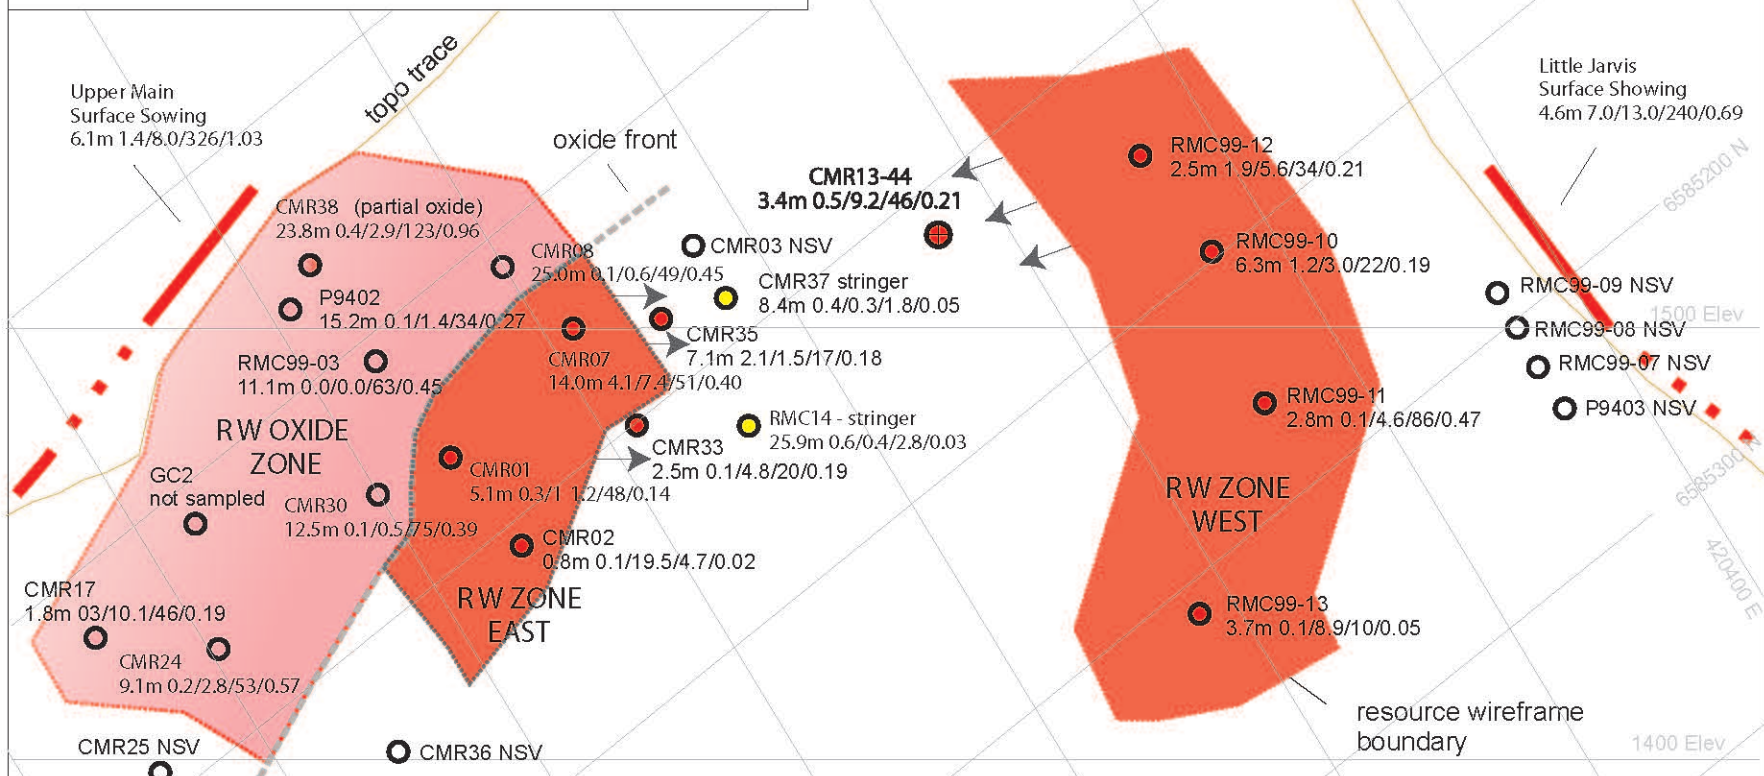 topo trace
Upper Main
Surface Sowing
6.1m 1.4/8.0/326/1.03
oxide front
Little Jarvis
Surface Showing
4.6m 7.0/13.0/240/0.69
CMR13-44
3.4m 0.5/9.2/46/0.21
RMC99-12
2.5m 1.9/5.6/34/0.21
6585200 N
CMR38 (partial oxide)
23.8m 0.4/2.9/123/0.96
CMR08
25.0m 0.1/0.6/49/0.45
CMR03 NSV
RMC99-10
6.3m 1.2/3.0/22/0.19
CMR37 stringer
8.4m 0.4/0.3/1.8/0.05
RMC99-09 NSV
P9402
15.2m 0.1/1.4/34/0.27
1500 Elev
RMC99-08 NSV
CMR35
7.1m 2.1/1.5/17/0.18
RMC99-03
11.1m 0.0/0.0/63/0.45
CMR07
14.0m 4.1/7.4/51/0.40
RMC99-07 NSV
RMC99-11
2.8m 0.1/4.6/86/0.47
P9403 NSV
RW OXIDE
ZONE
RMC14 - stringer
25.9m 0.6/0.4/2.8/0.03
CMR33
2.5m 0.1/4.8/20/0.19
CMR01
5.1m 0.3/1 1.2/48/0.14
GC2
not sampled
CMR30
12.5m 0.1/0.5/75/0.39
RW ZONE
WEST
6585300 N
CMR02
0.8m 0.1/19.5/4.7/0.02
420400 E
CMR17
1.8m 03/10.1/46/0.19
RW ZONE
EAST
RMC99-13
3.7m 0.1/8.9/10/0.05
CMR24
9.1m 0.2/2.8/53/0.57
resource wireframe
boundary
CMR25 NSV
CMR36 NSV
1400 Elev